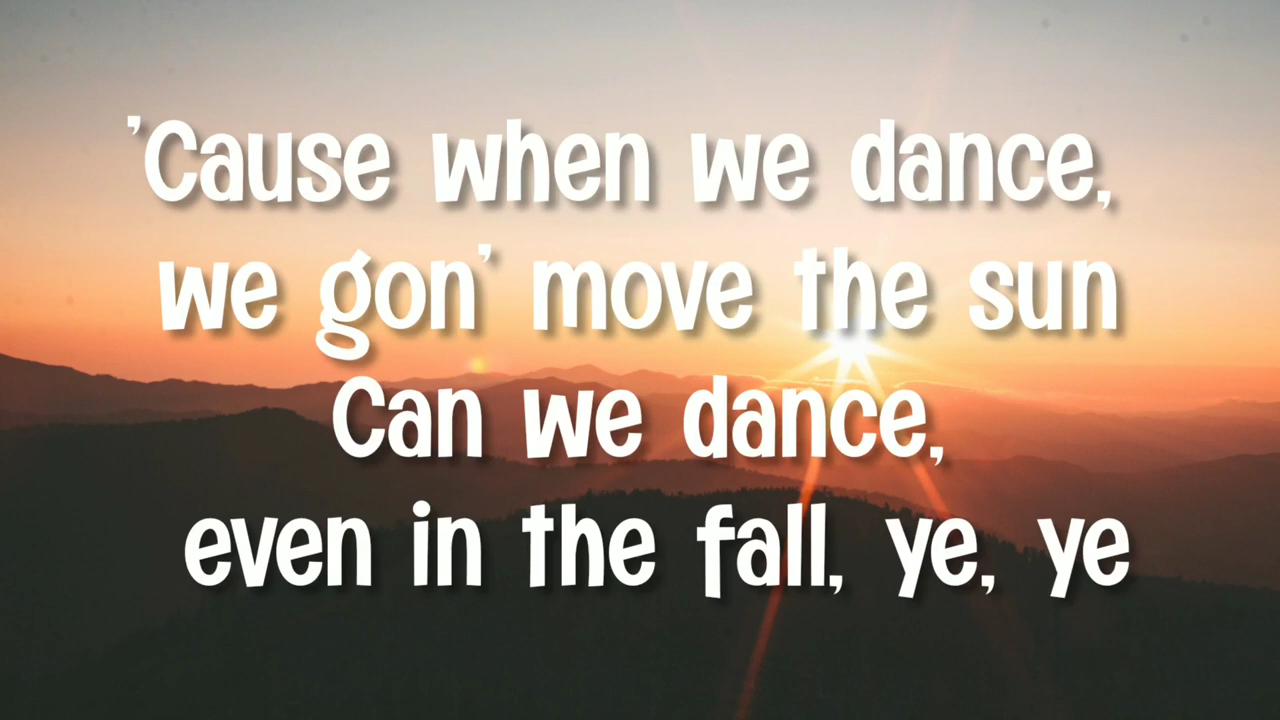 ’Cause when we dance,
we gon’ move the sun
Can we dance,
even in the fall, ye, ye